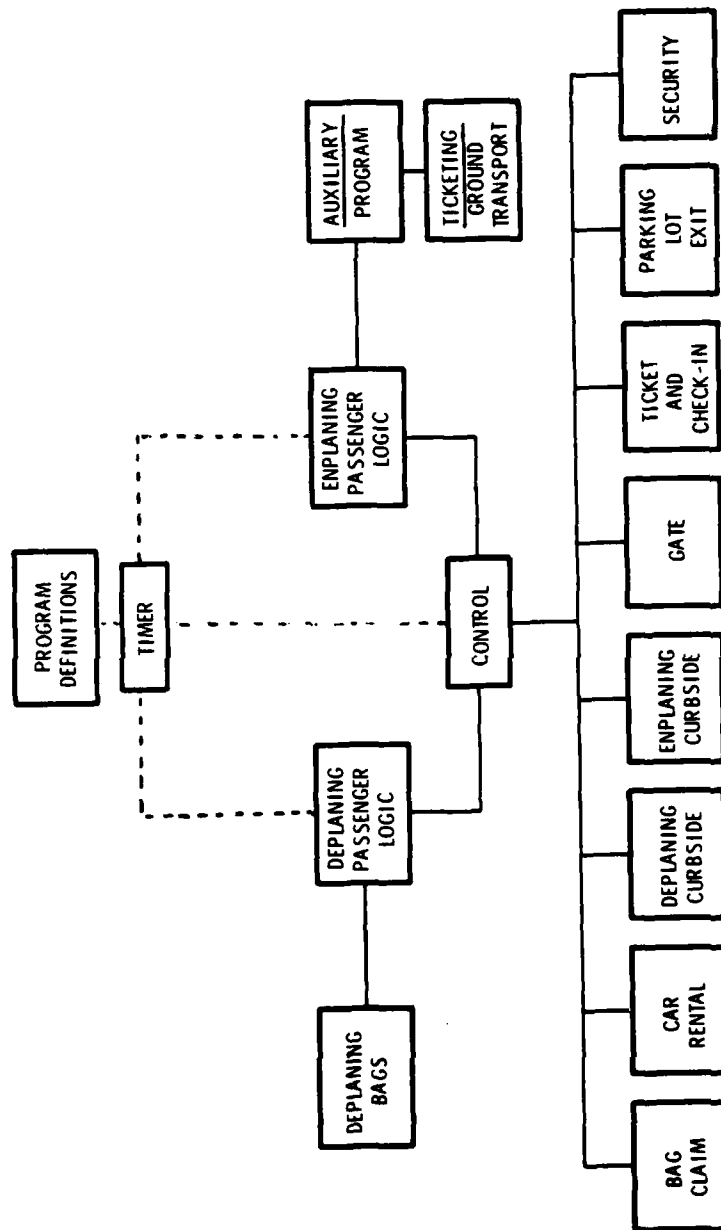 PROGRAM
DEFINITIONS
TIMER
DEPLANING
BAGS
DEPLANING
PASSENGER
LOGIC
ENPLANING
PASSENGER
LOGIC
AUXILIARY
PROGRAM
TICKETING
GROUND
TRANSPORT
CONTROL
BAG
CLAIM
CAR
RENTAL
DEPLANING
CURBSIDE
ENPLANING
CURBSIDE
GATE
TICKET
AND
CHECK-IN
PARKING
LOT
EXIT
SECURITY